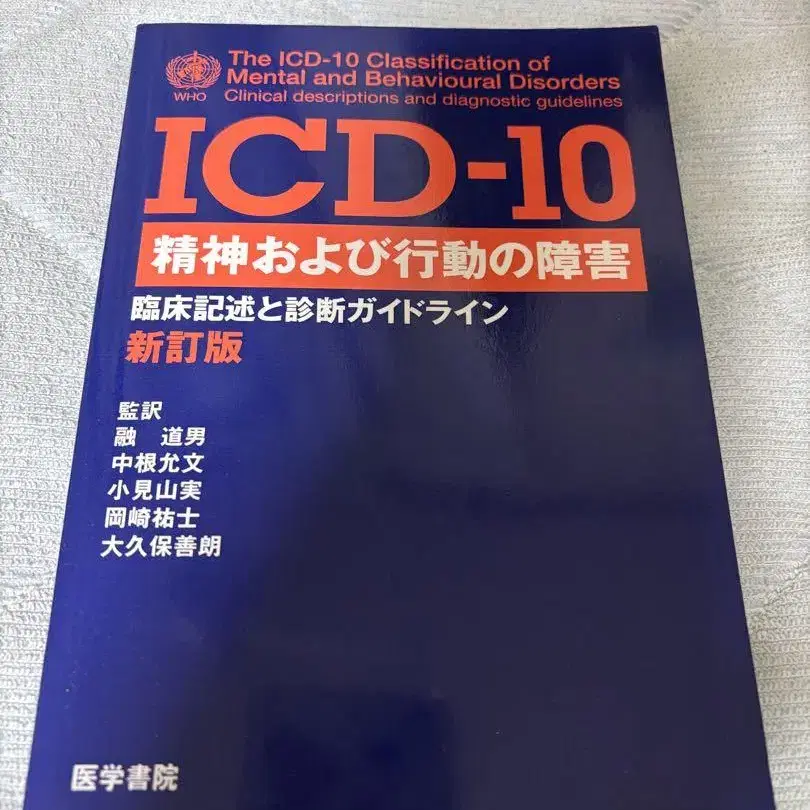 The ICD-10 Classification of
Mental and Behavioural Disorders
WHO
Clinical descriptions and diagnostic guidelines
ICD-10
精神および行動の障害
臨床記述と診断ガイドライン
新訂版
監訳
融 道男
中根允文
小見山実
岡崎祐士
大久保善朗
医学書院